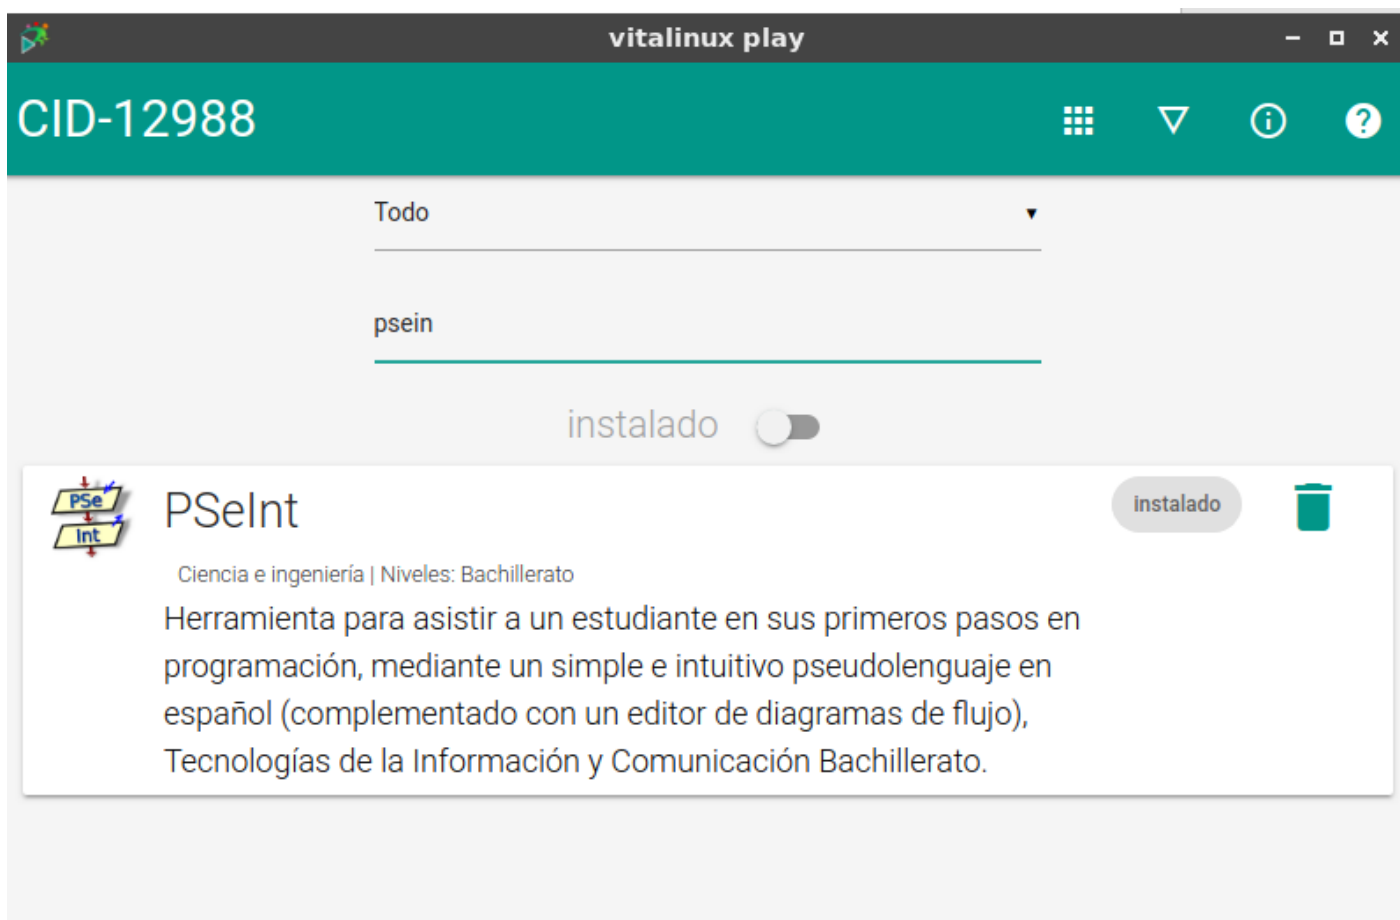 vitalinux play
CID-12988
Todo
psein
instalado
PSe
Int
PSeInt
instalado
Ciencia e ingeniería | Niveles: Bachillerato
Herramienta para asistir a un estudiante en sus primeros pasos en
programación, mediante un simple e intuitivo pseudolenguaje en
español (complementado con un editor de diagramas de flujo),
Tecnologías de la Información y Comunicación Bachillerato.